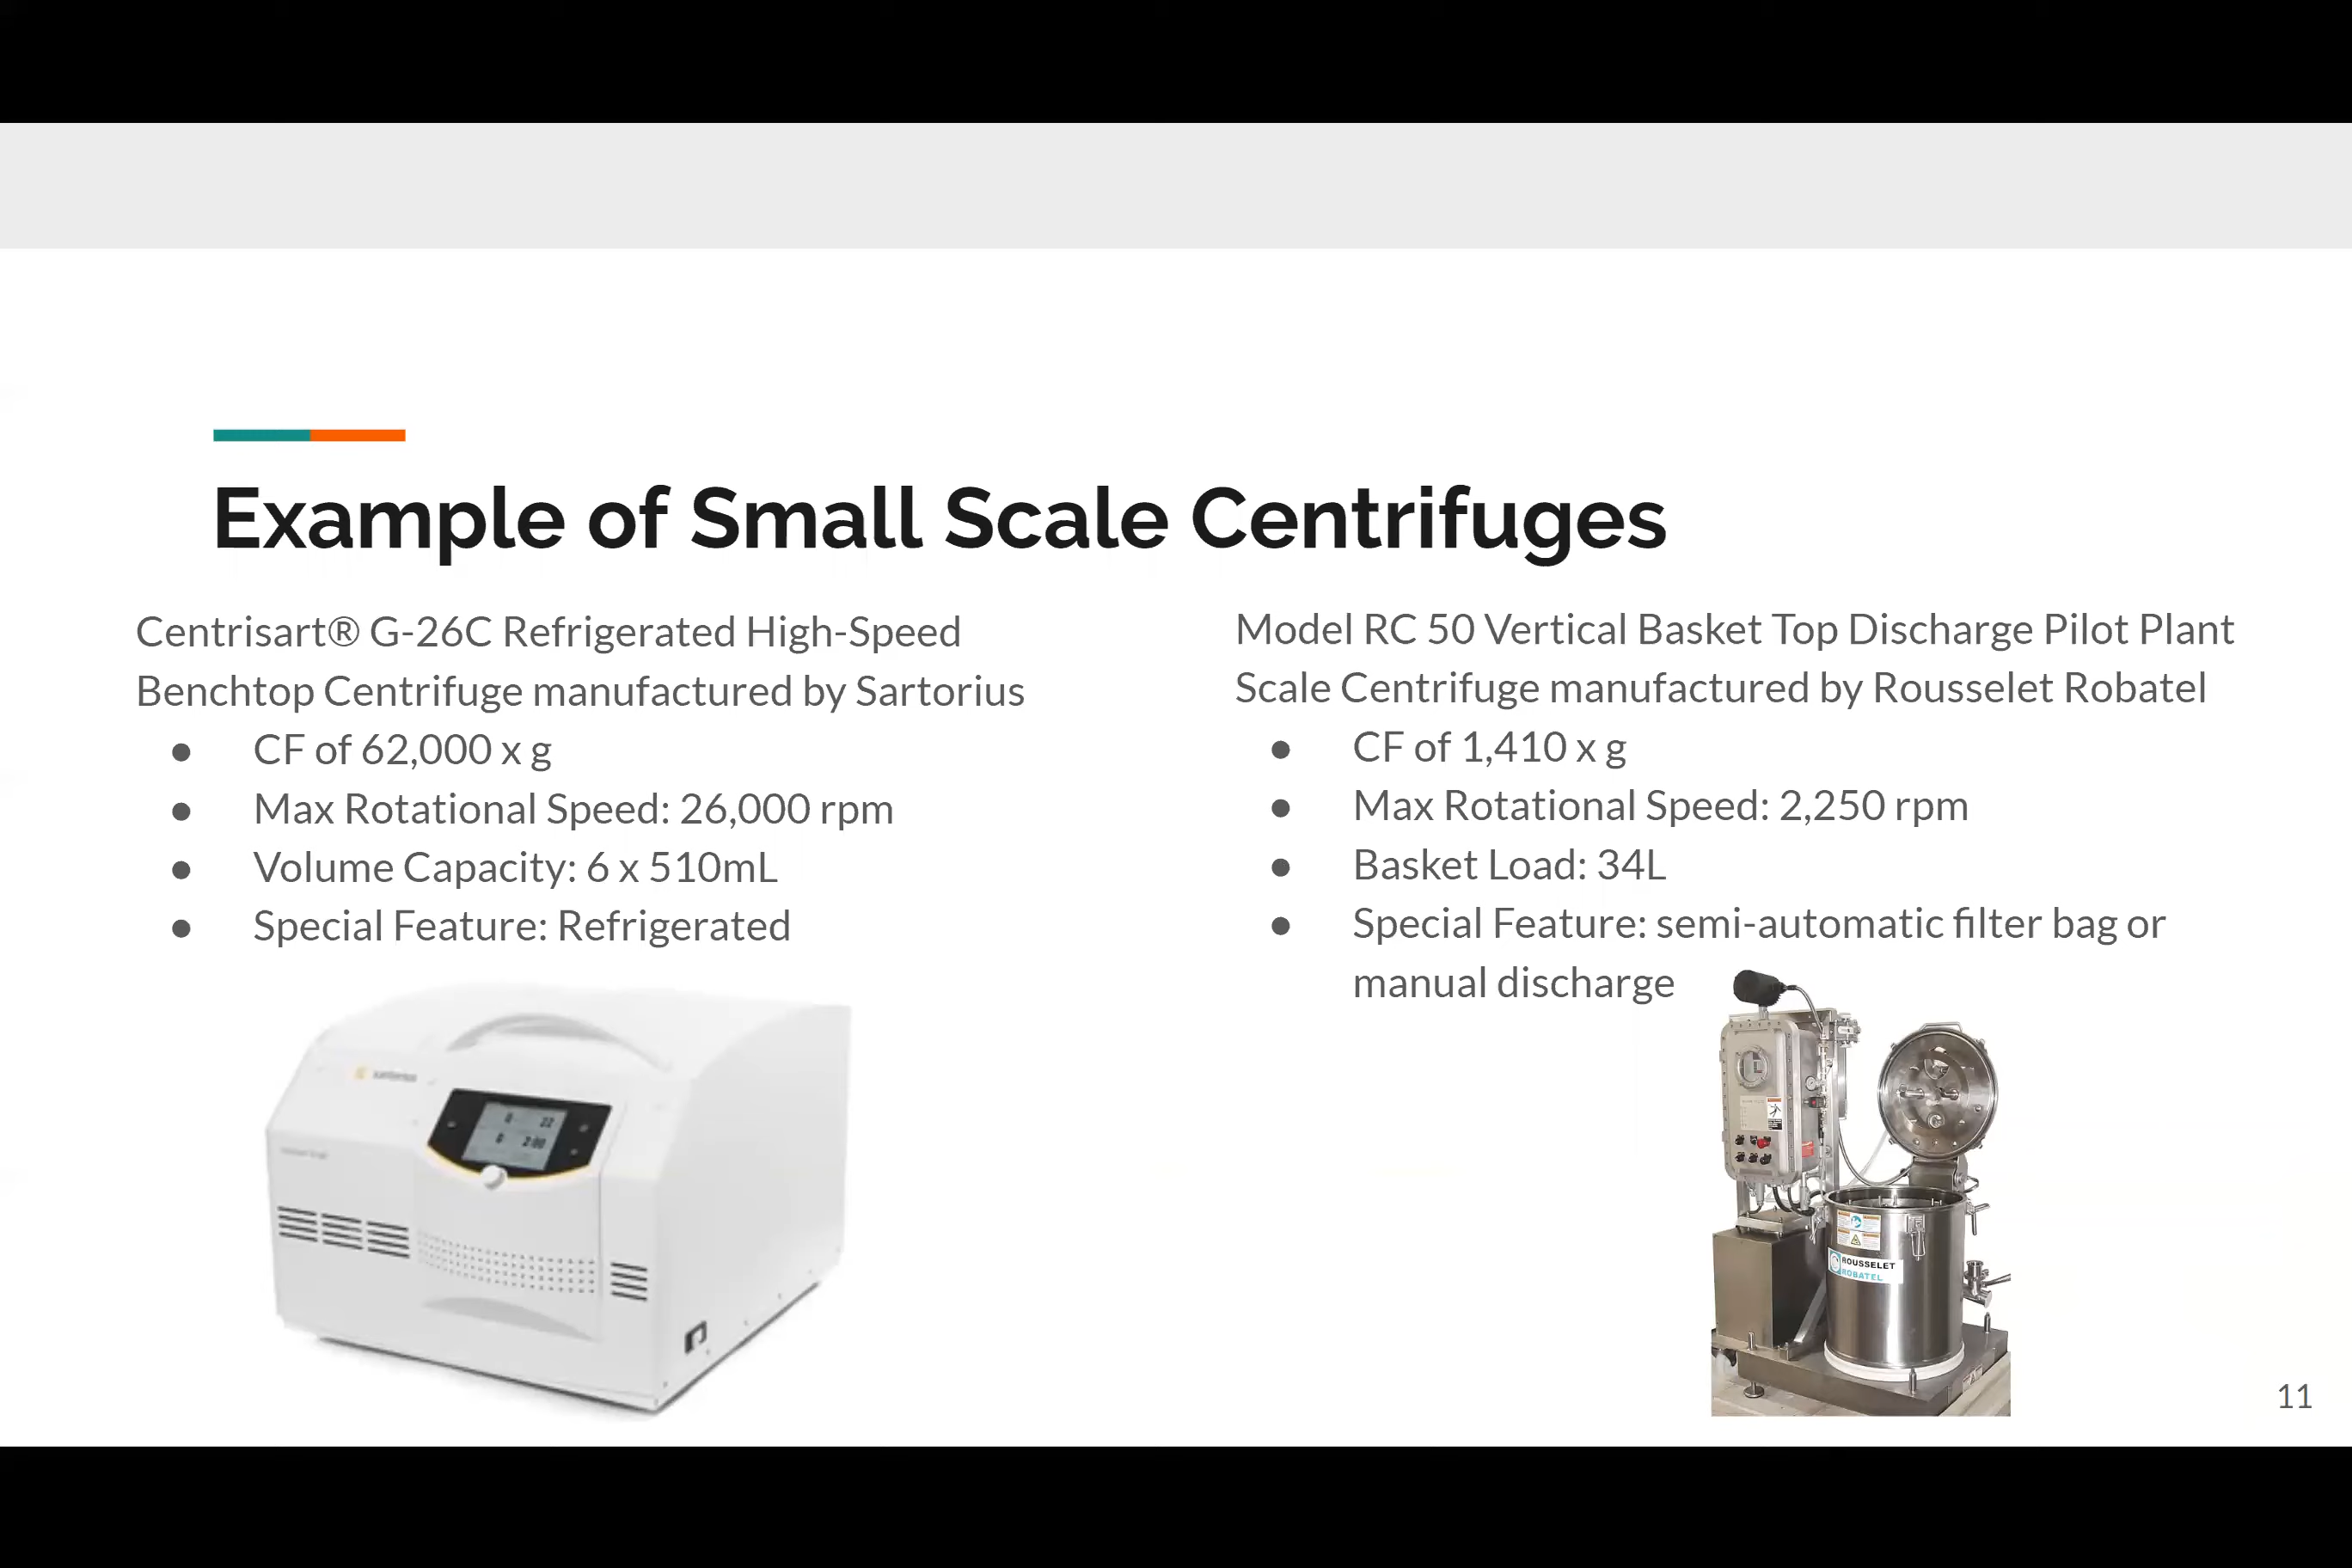 Example of Small Scale Centrifuges
Centrisart® G-26C Refrigerated High-Speed
Benchtop Centrifuge manufactured by Sartorius
● CF of 62,000 x g
● Max Rotational Speed: 26,000 rpm
● Volume Capacity: 6 x 510mL
● Special Feature: Refrigerated
Model RC 50 Vertical Basket Top Discharge Pilot Plant
Scale Centrifuge manufactured by Rousselet Robatel
● CF of 1,410 x g
● Max Rotational Speed: 2,250 rpm
● Basket Load: 34L
● Special Feature: semi-automatic filter bag or
manual discharge
ROUSSELET
ROBATEL
11